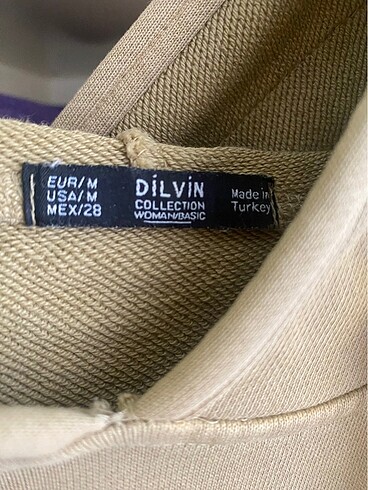 EUR/M
USA/M
MEX/28
DİLVİN
COLLECTION
WOMAN/BASIC
Made in
Turkey